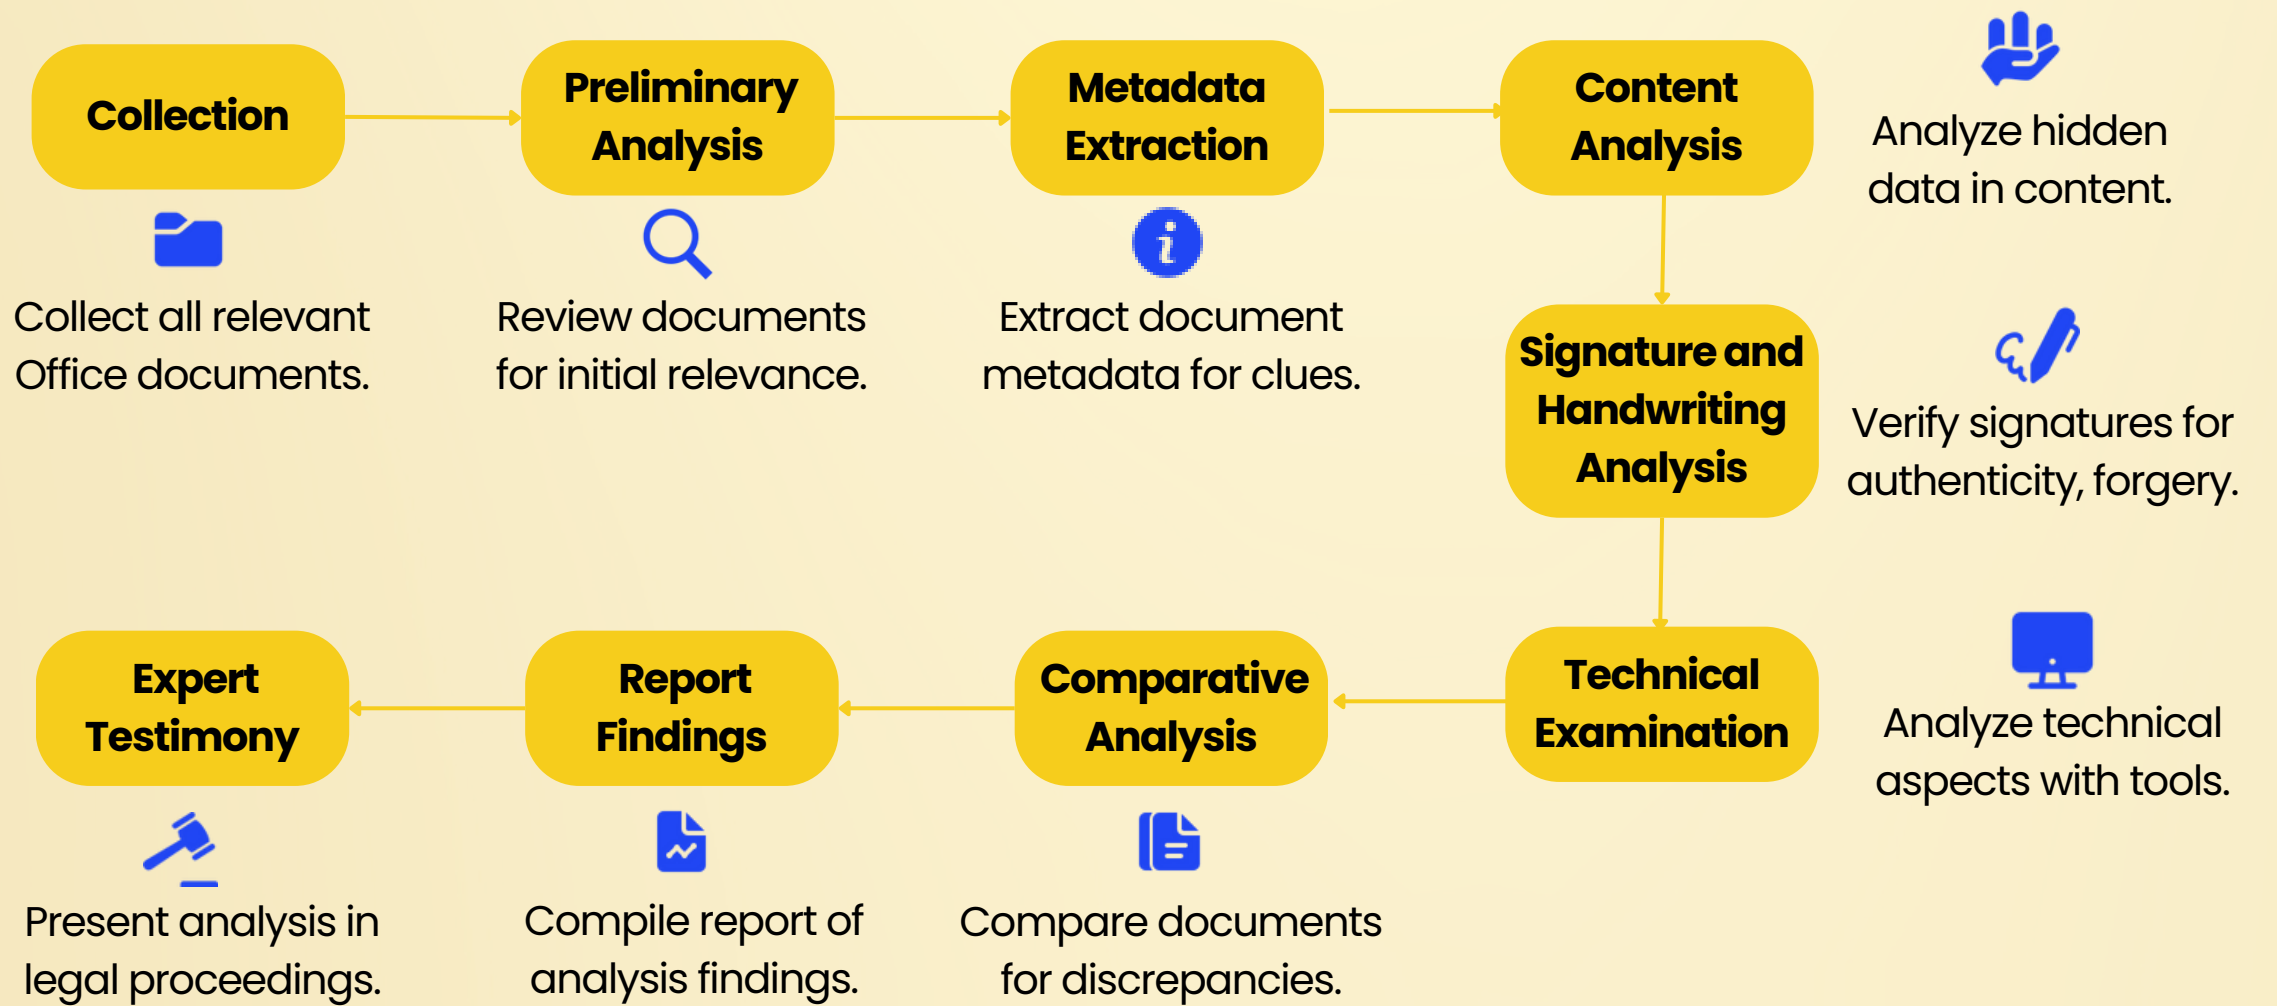 Collection
Collect all relevant
Office documents.
Preliminary
Analysis
Review documents
for initial relevance.
Metadata
Extraction
Extract document
metadata for clues.
Content
Analysis
Analyze hidden
data in content.
Signature and
Handwriting
Analysis
Verify signatures for
authenticity, forgery.
Technical
Examination
Analyze technical
aspects with tools.
Comparative
Analysis
Compare documents
for discrepancies.
Report
Findings
Compile report of
analysis findings.
Expert
Testimony
Present analysis in
legal proceedings.